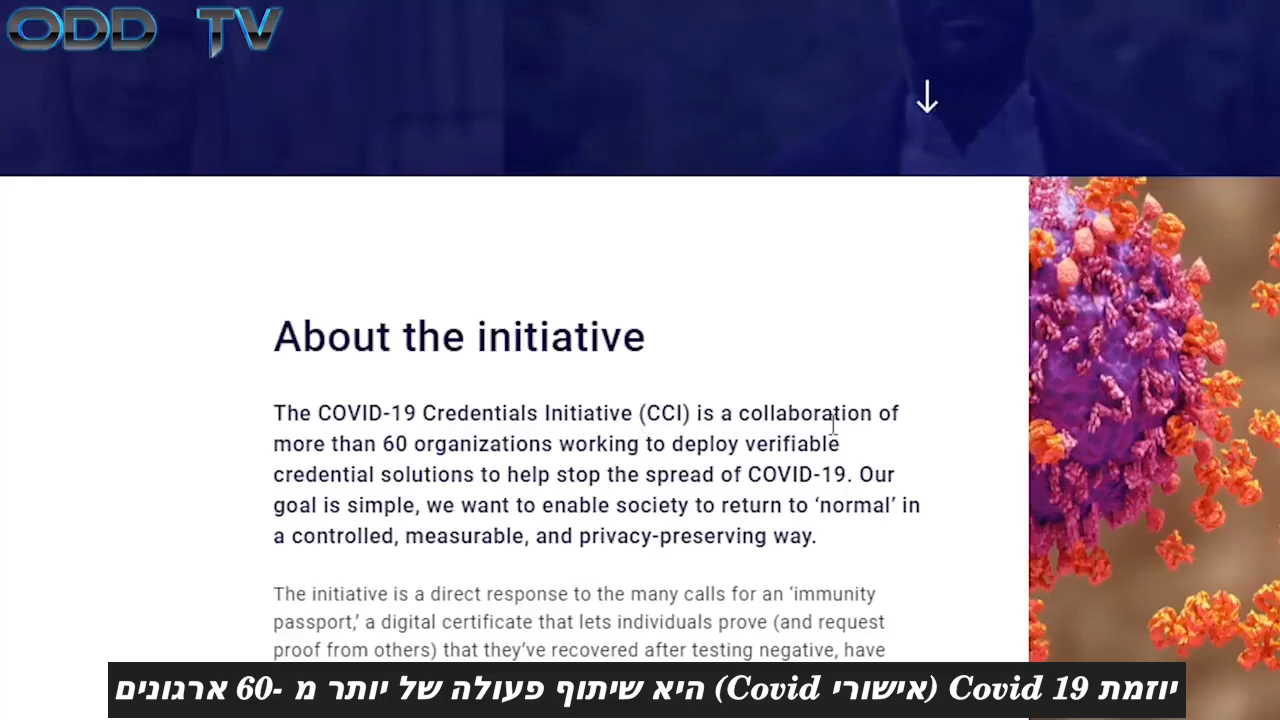 ODD TV
About the initiative
The COVID-19 Credentials Initiative (CCI) is a collaboration of
more than 60 organizations working to deploy verifiable
credential solutions to help stop the spread of COVID-19. Our
goal is simple, we want to enable society to return to ‘normal’ in
a controlled, measurable, and privacy-preserving way.
The initiative is a direct response to the many calls for an ‘immunity
passport,’ a digital certificate that lets individuals prove (and request
proof from others) that they’ve recovered after testing negative, have
יוזמת Covid 19 (אישורי Covid) היא שיתוף פעולה של יותר מ -60 ארגונים